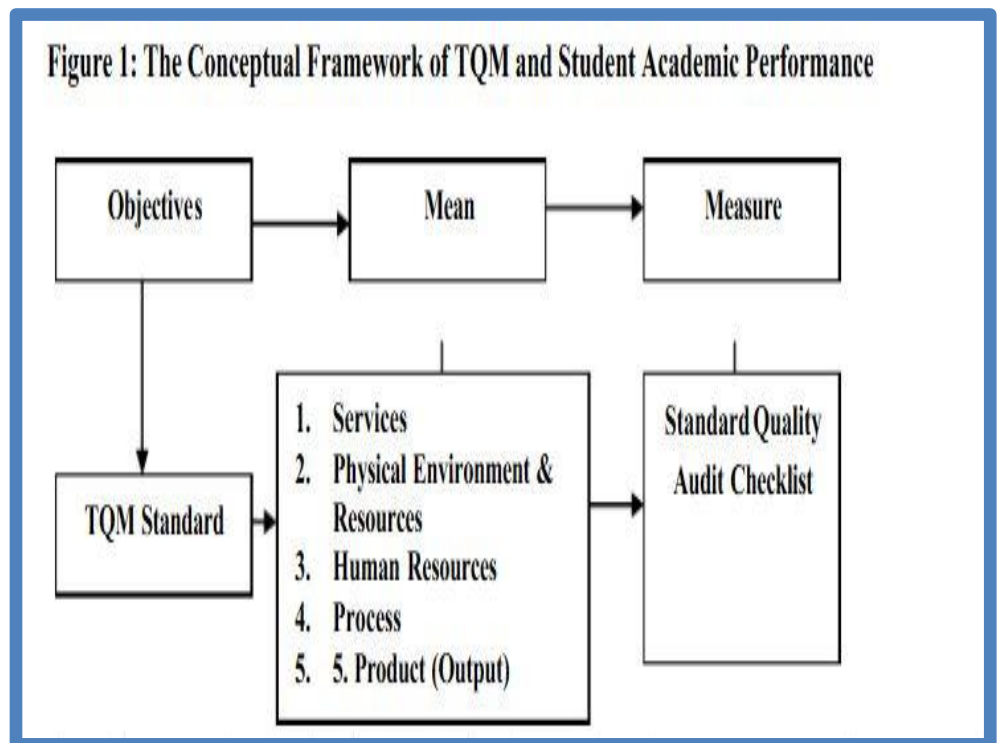 Figure 1: The Conceptual Framework of TQM and Student Academic Performance
Objectives
Mean
Measure
TQM Standard
1. Services
2. Physical Environment &
Resources
3. Human Resources
4. Process
5. 5. Product (Output)
Standard Quality
Audit Checklist